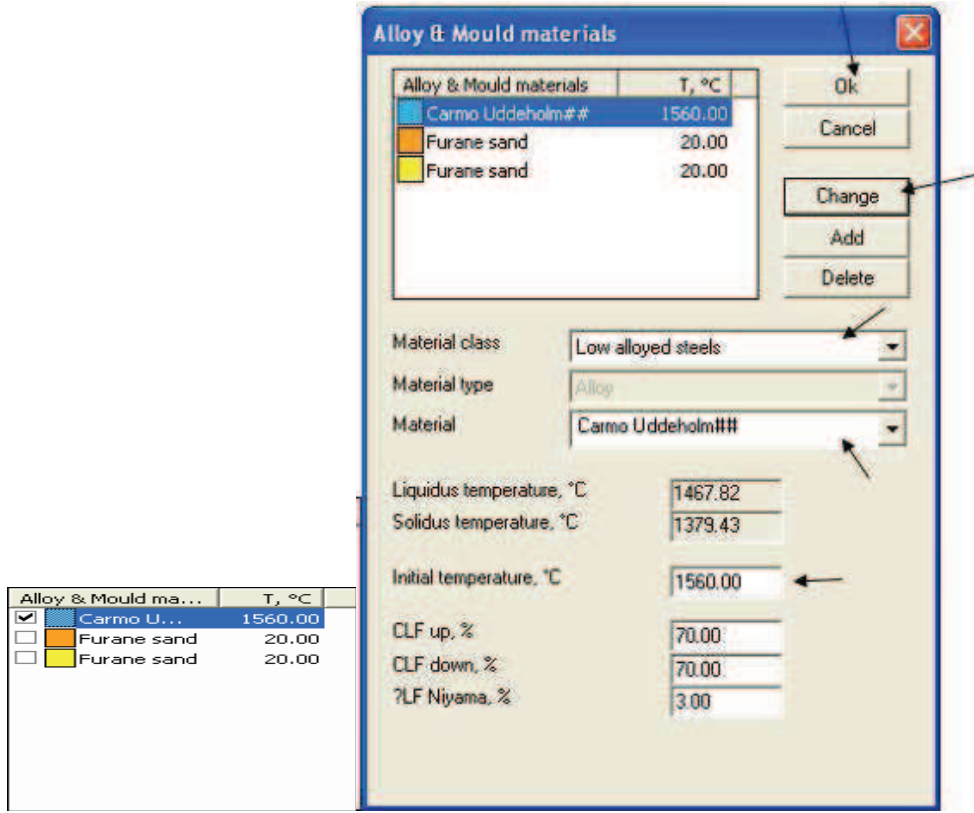 Alloy & Mould materials
Alloy & Mould materials T, °C
Carmo Uddeholm## 1560.00
Furane sand 20.00
Furane sand 20.00
Ok
Cancel
Change
Add
Delete
Material class Low alloyed steels
Material type Alloy
Material Carmo Uddeholm##
Liquidus temperature, °C 1467.82
Solidus temperature, °C 1379.43
Initial temperature, °C 1560.00
CLF up, % 70.00
CLF down, % 70.00
?LF Niyama, % 3.00
Alloy & Mould ma... T, °C
Carmo U... 1560.00
Furane sand 20.00
Furane sand 20.00